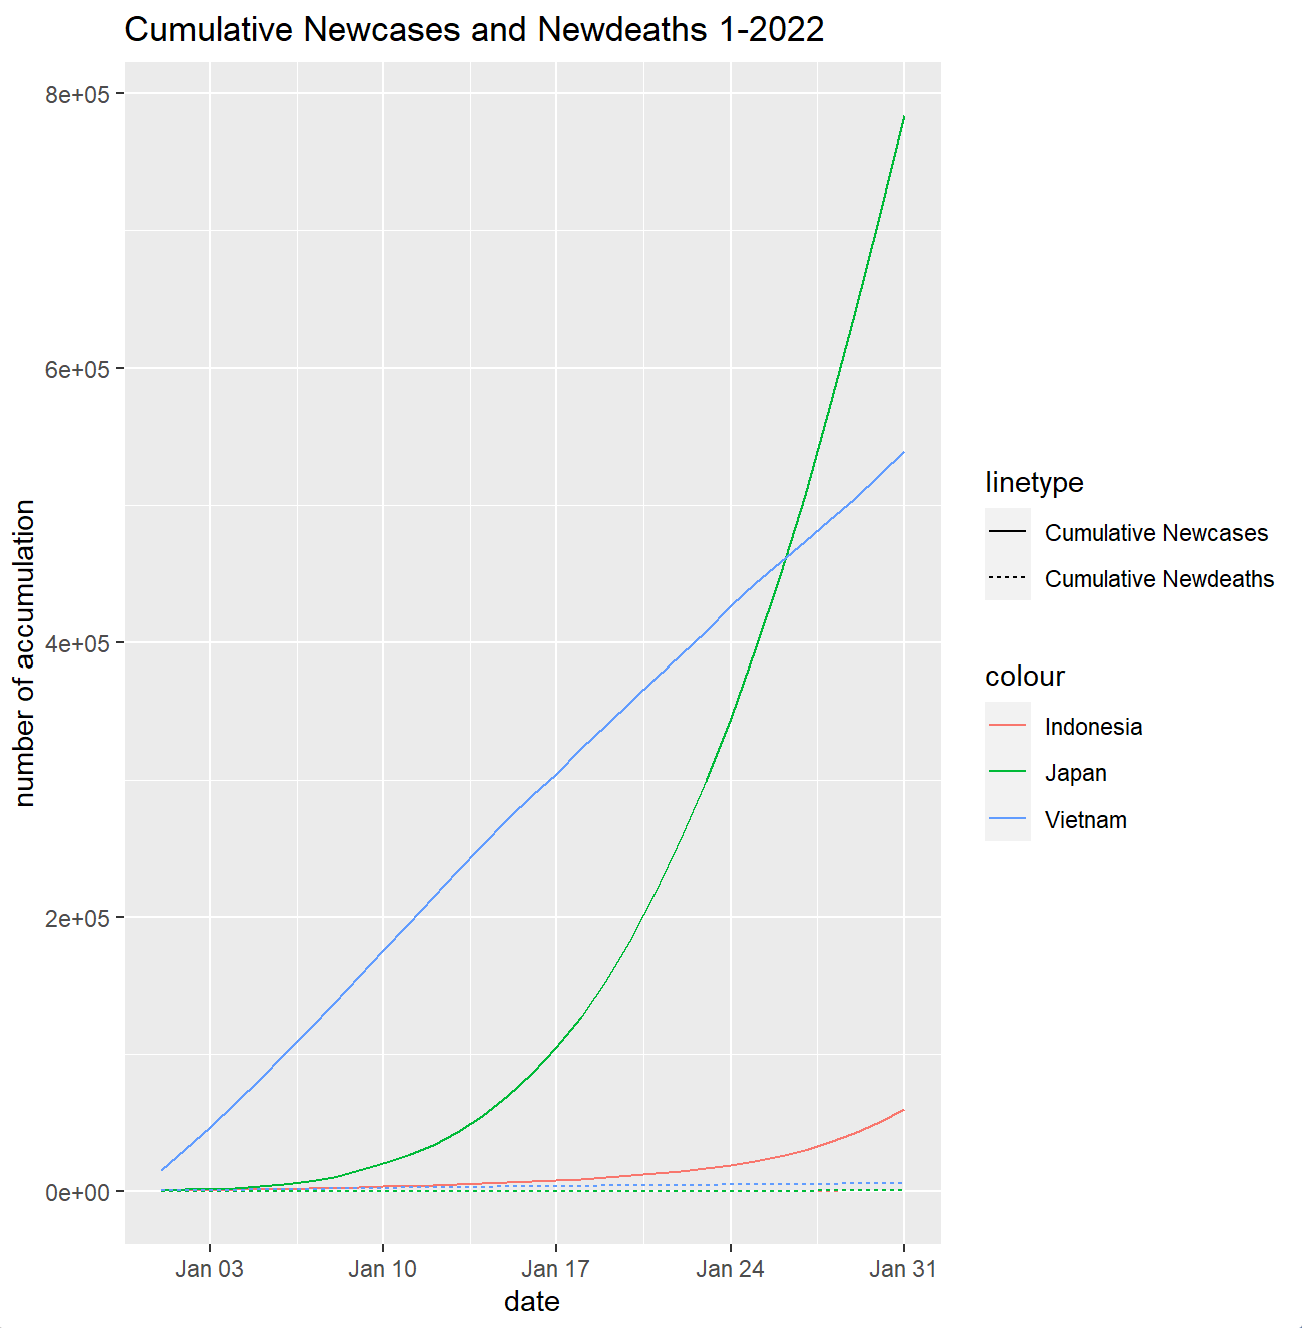 Cumulative Newcases and Newdeaths 1-2022
number of accumulation
8e+05
6e+05
4e+05
2e+05
0e+00
Jan 03
Jan 10
Jan 17
Jan 24
Jan 31
date
linetype
Cumulative Newcases
Cumulative Newdeaths
colour
Indonesia
Japan
Vietnam